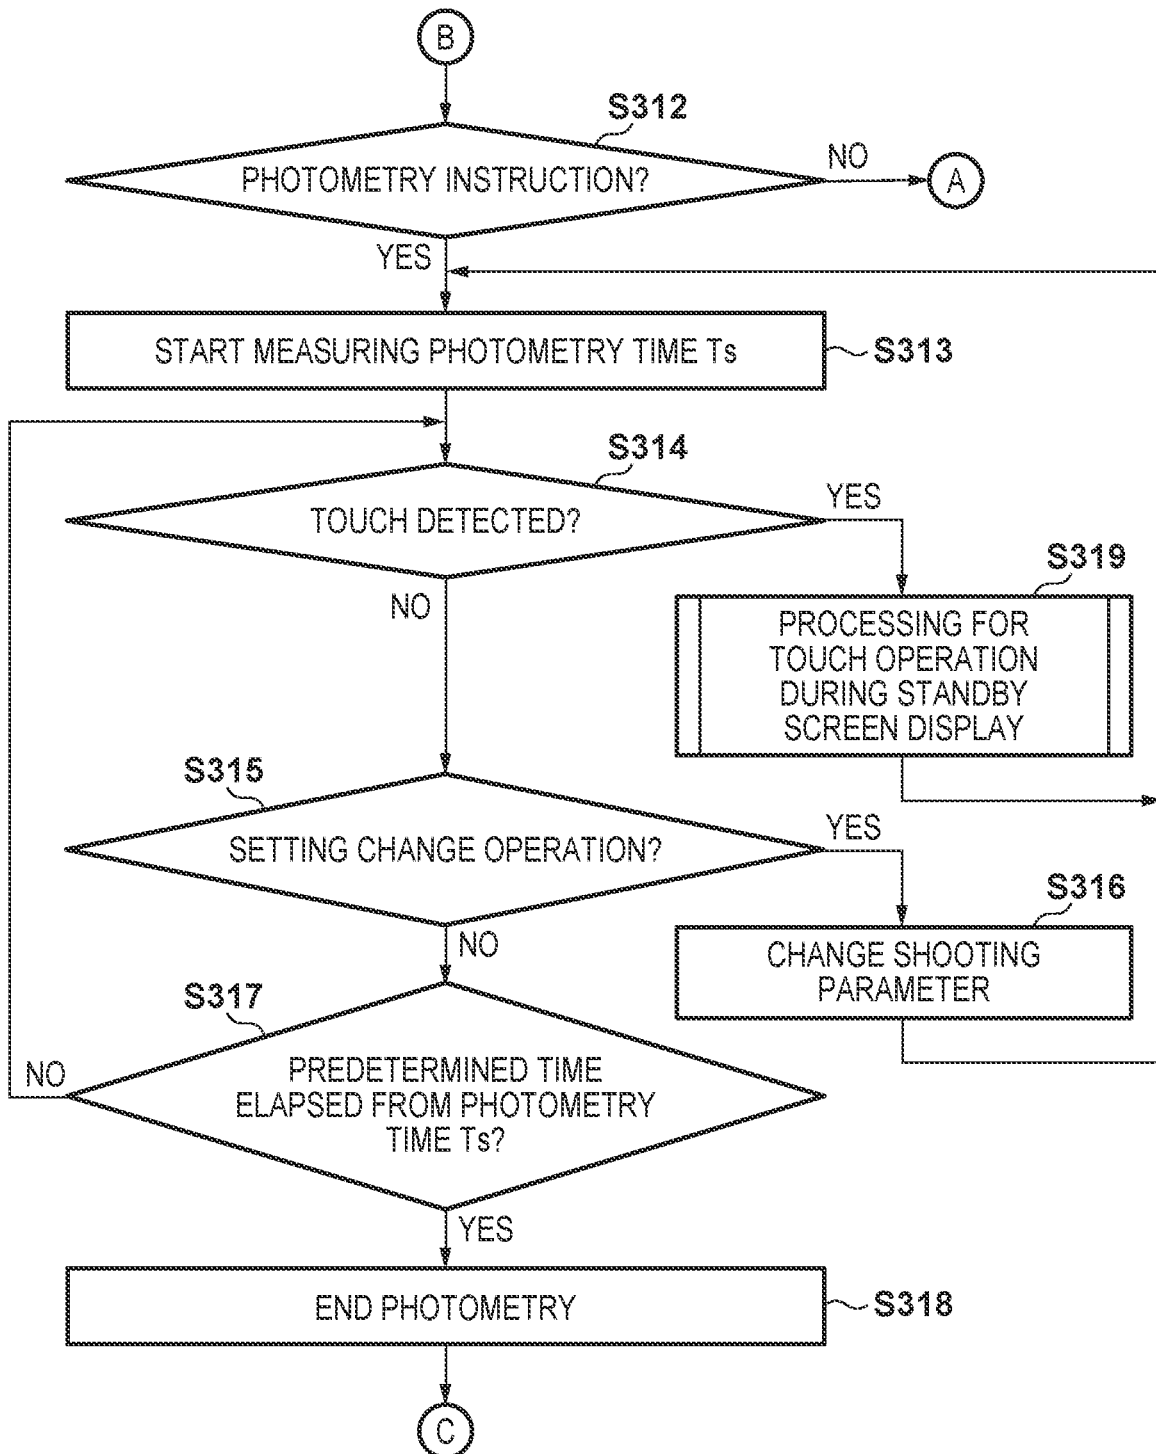 B
S312
PHOTOMETRY INSTRUCTION?
NO
A
YES
START MEASURING PHOTOMETRY TIME Ts
S313
S314
TOUCH DETECTED?
YES
NO
S319
PROCESSING FOR
TOUCH OPERATION
DURING STANDBY
SCREEN DISPLAY
S315
SETTING CHANGE OPERATION?
YES
NO
S316
CHANGE SHOOTING
PARAMETER
S317
NO
PREDETERMINED TIME
ELAPSED FROM PHOTOMETRY
TIME Ts?
YES
END PHOTOMETRY
S318
C